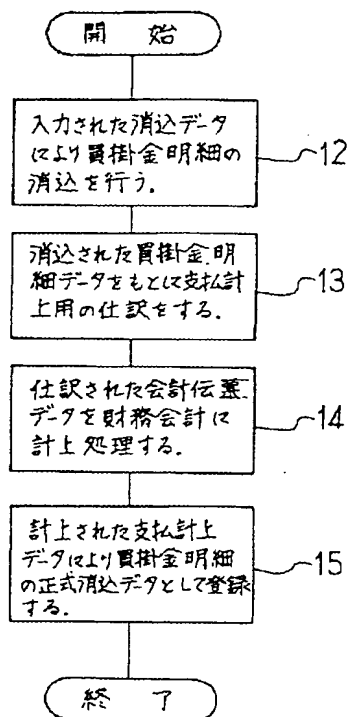 開 始
入力された消込データ
により買掛金明細の
消込を行う。
12
消込された買掛金明
細データをもとにして支払計
上用の仕訳をする。
13
仕訳された会計伝票
データを財務会計に
計上処理する。
14
計上された支払計上
データにより買掛金明細
の正式消込データとして登録
する。
15
終 了